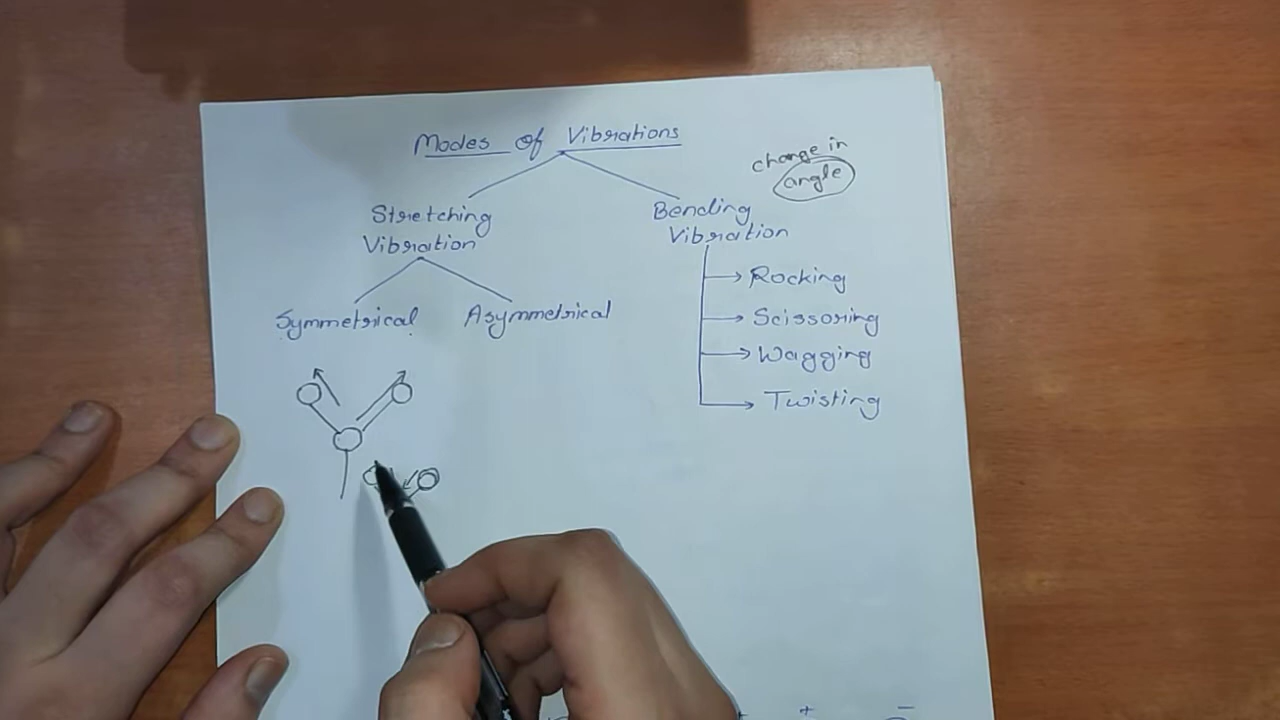 Modes of Vibrations
change in
angle
Stretching
Vibration
Bending
Vibration
Symmetrical
Asymmetrical
Rocking
Scissoring
Wagging
Twisting
+
−